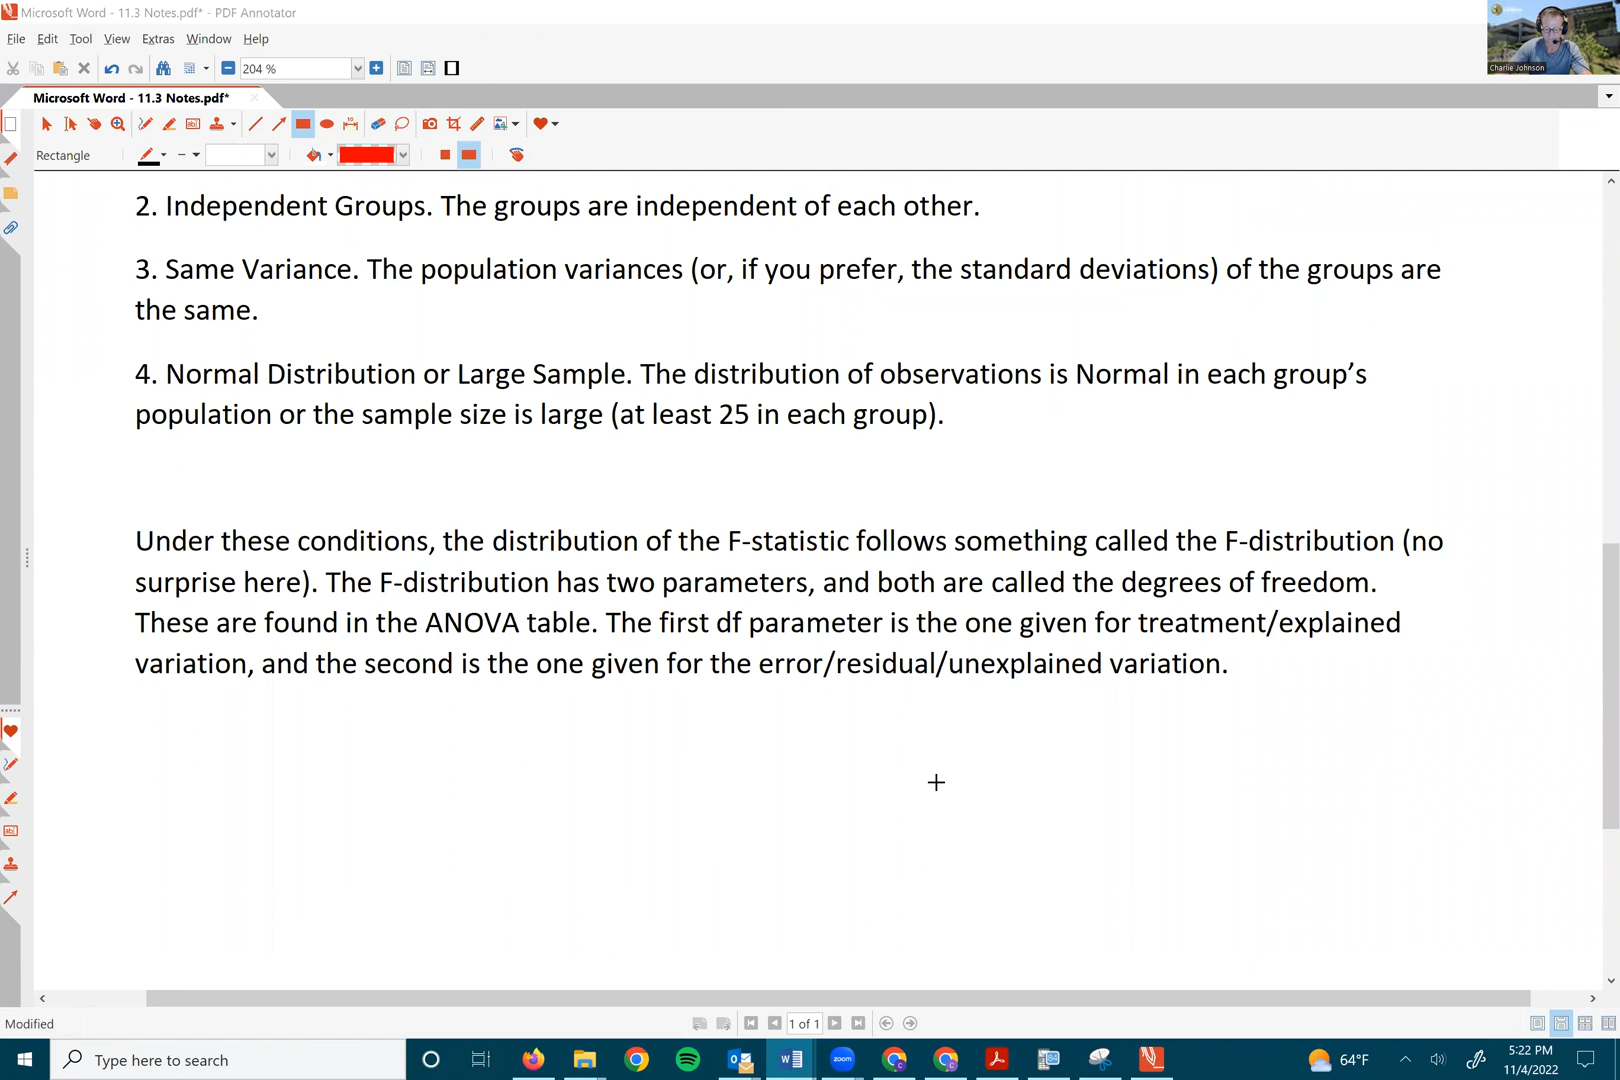 Microsoft Word - 11.3 Notes.pdf* - PDF Annotator
File Edit Tool View Extras Window Help
204 %
Charlie Johnson
Microsoft Word - 11.3 Notes.pdf*
Rectangle
2. Independent Groups. The groups are independent of each other.
3. Same Variance. The population variances (or, if you prefer, the standard deviations) of the groups are
the same.
4. Normal Distribution or Large Sample. The distribution of observations is Normal in each group’s
population or the sample size is large (at least 25 in each group).
Under these conditions, the distribution of the F-statistic follows something called the F-distribution (no
surprise here). The F-distribution has two parameters, and both are called the degrees of freedom.
These are found in the ANOVA table. The first df parameter is the one given for treatment/explained
variation, and the second is the one given for the error/residual/unexplained variation.
Modified
1 of 1
Type here to search
zoom
64°F
5:22 PM
11/4/2022